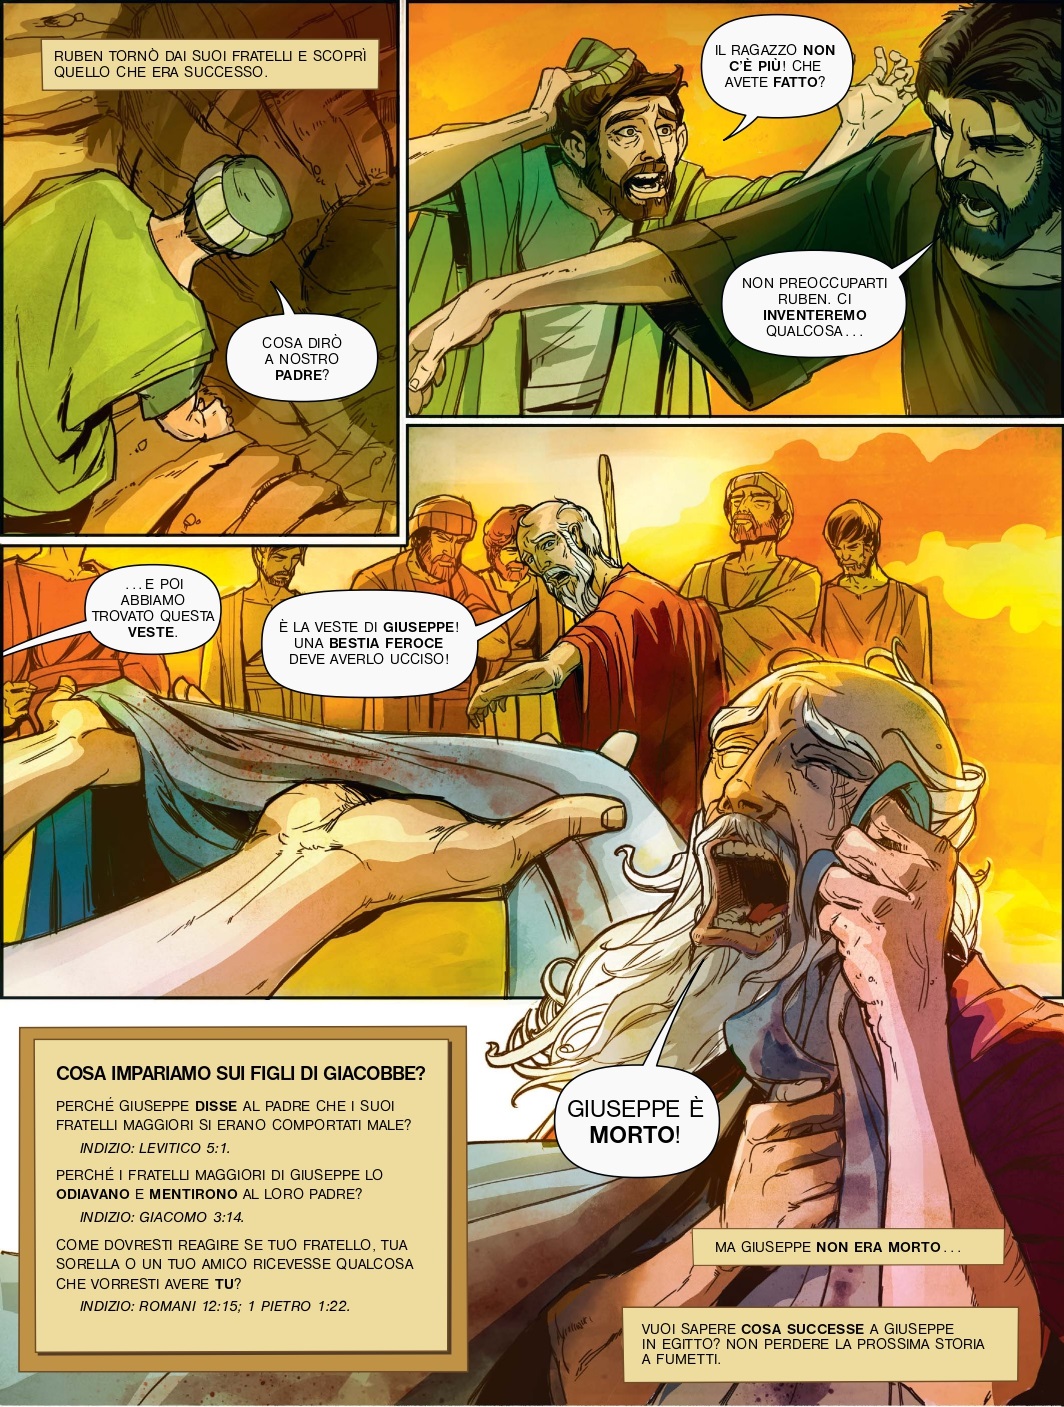 RUBEN TORNÒ DAI SUOI FRATELLI E SCOPRÌ
QUELLO CHE ERA SUCCESSO.
COSA DIRÒ
A NOSTRO
PADRE?
IL RAGAZZO NON
C'È PIÙ! CHE
AVETE FATTO?
NON PREOCCUPARTI
RUBEN. CI
INVENTEREMO
QUALCOSA...
...E POI
ABBIAMO
TROVATO QUESTA
VESTE.
È LA VESTE DI GIUSEPPE!
UNA BESTIA FEROCE
DEVE AVERLO UCCISO!
GIUSEPPE È
MORTO!
COSA IMPARIAMO SUI FIGLI DI GIACOBBE?
PERCHÉ GIUSEPPE DISSE AL PADRE CHE I SUOI
FRATELLI MAGGIORI SI ERANO COMPORTATI MALE?
INDIZIO: LEVITICO 5:1.
PERCHÉ I FRATELLI MAGGIORI DI GIUSEPPE LO
ODIAVANO E MENTIRONO AL LORO PADRE?
INDIZIO: GIACOMO 3:14.
COME DOVRESTI REAGIRE SE TUO FRATELLO, TUA
SORELLA O UN TUO AMICO RICEVESSE QUALCOSA
CHE VORRESTI AVERE TU?
INDIZIO: ROMANI 12:15; 1 PIETRO 1:22.
MA GIUSEPPE NON ERA MORTO...
VUOI SAPERE COSA SUCCESSE A GIUSEPPE
IN EGITTO? NON PERDERE LA PROSSIMA STORIA
A FUMETTI.